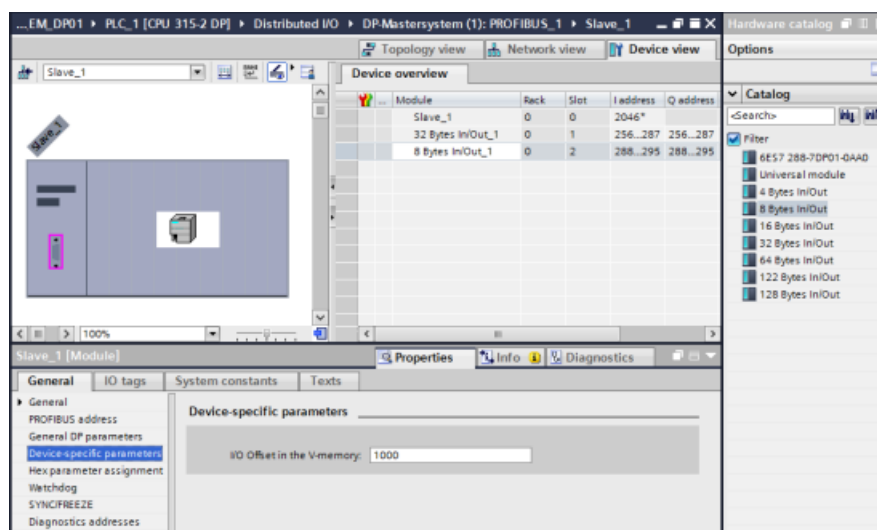 ...EM_DP01 ▸ PLC_1 [CPU 315-2 DP] ▸ Distributed I/O ▸ DP-Mastersystem (1): PROFIBUS_1 ▸ Slave_1
Hardware catalog
Topology view
Network view
Device view
Options
Slave_1
Device overview
Catalog
... Module Rack Slot I address Q address
Slave_1 0 0 2046*
32 Bytes In/Out_1 0 1 256...287 256...287
8 Bytes In/Out_1 0 2 288...295 288...295
Slave_1
<Search>
Filter
6ES7 288-7DP01-0AA0
Universal module
4 Bytes In/Out
8 Bytes In/Out
16 Bytes In/Out
32 Bytes In/Out
64 Bytes In/Out
122 Bytes In/Out
128 Bytes In/Out
100%
Slave_1 [Module]
Properties
Info
Diagnostics
General
IO tags
System constants
Texts
General
PROFIBUS address
General DP parameters
Device-specific parameters
Hex parameter assignment
Watchdog
SYNC/FREEZE
Diagnostics addresses
Device-specific parameters
I/O Offset in the V-memory: 1000